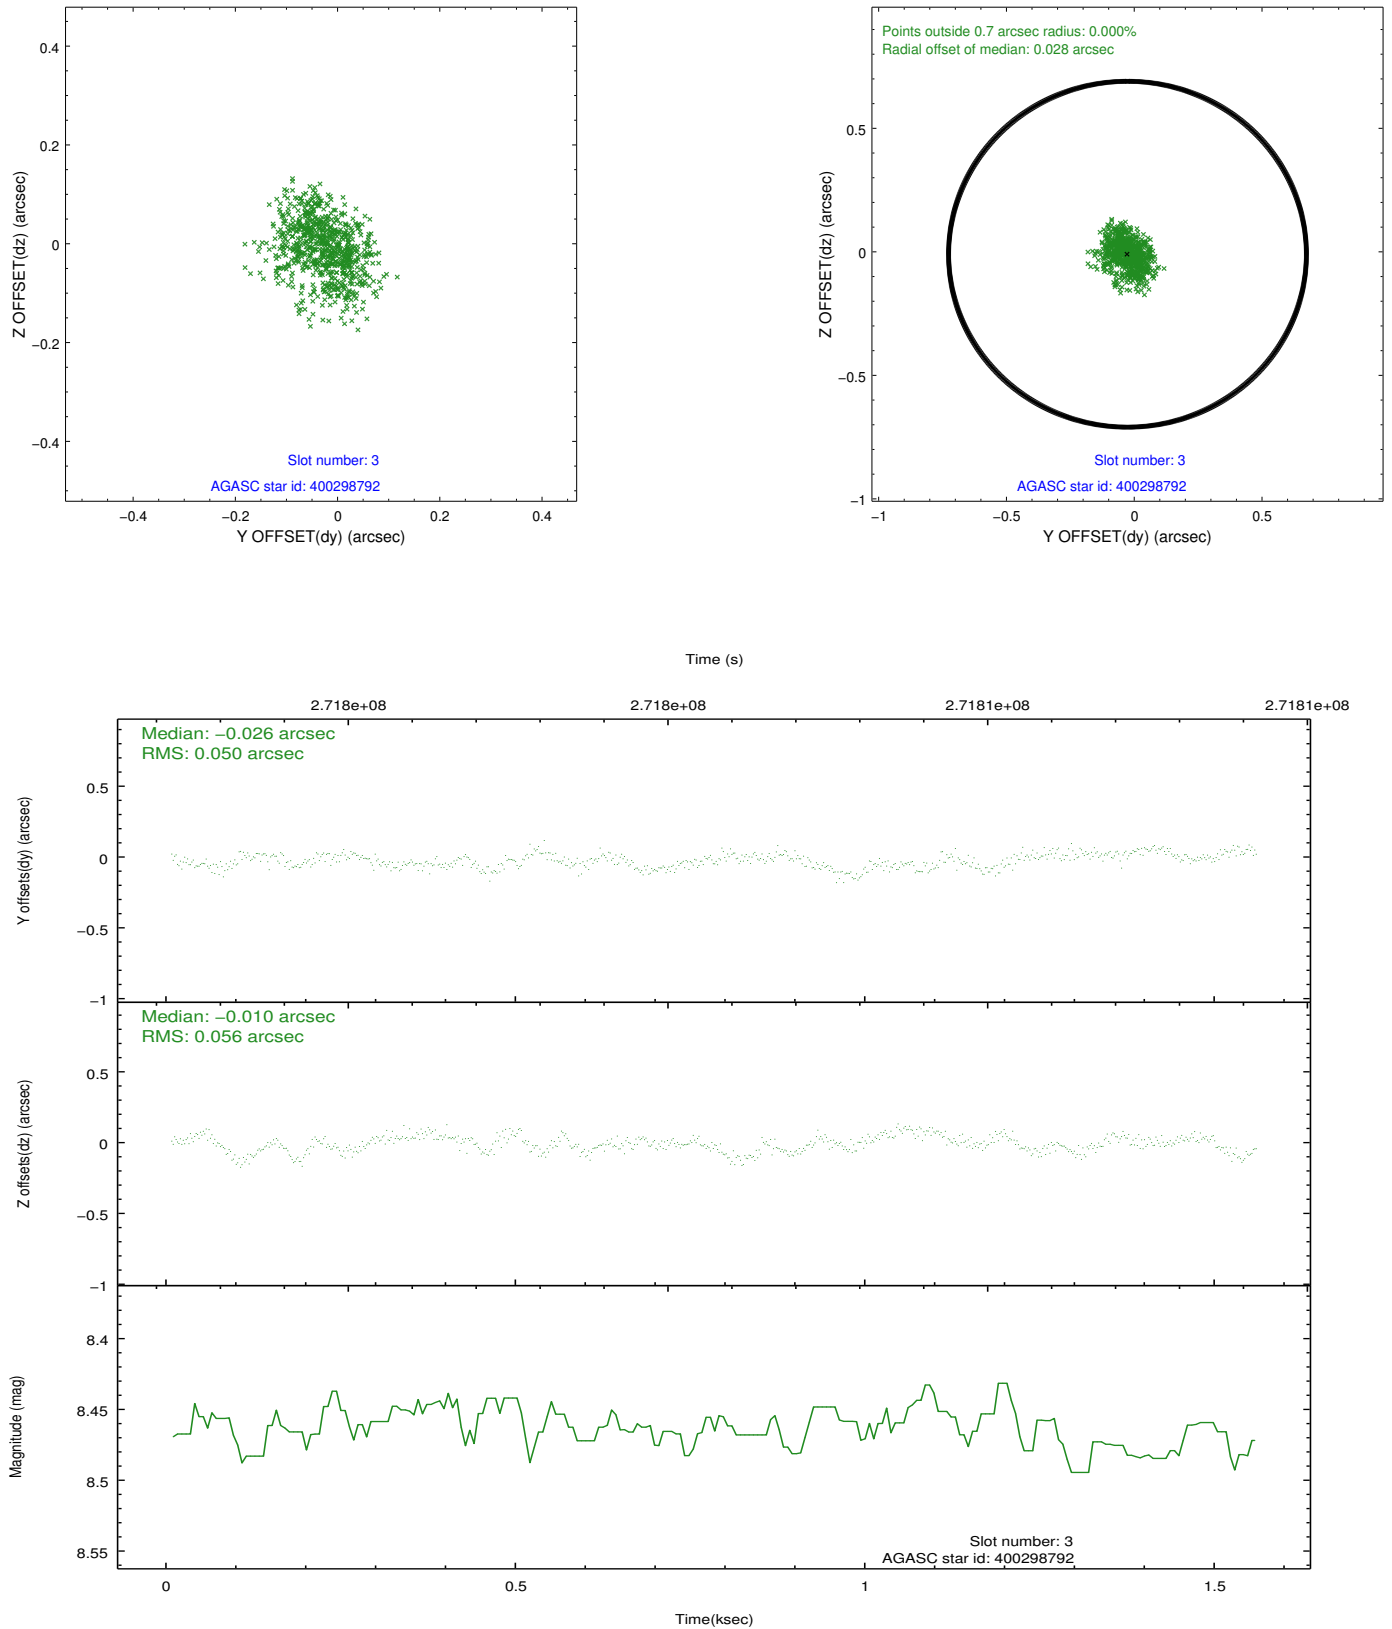 0.4
0.2
0
−0.2
−0.4
Z OFFSET(dz) (arcsec)
Slot number: 3
AGASC star id: 400298792
−0.4 −0.2 0 0.2 0.4
Y OFFSET(dy) (arcsec)
Points outside 0.7 arcsec radius: 0.000%
Radial offset of median: 0.028 arcsec
0.5
0
−0.5
−1
Z OFFSET(dz) (arcsec)
Slot number: 3
AGASC star id: 400298792
−1 −0.5 0 0.5
Y OFFSET(dy) (arcsec)
Time (s)
2.718e+08 2.718e+08 2.7181e+08 2.7181e+08
Median: −0.026 arcsec
RMS: 0.050 arcsec
0.5
0
−0.5
−1
Y offsets(dy) (arcsec)
Median: −0.010 arcsec
RMS: 0.056 arcsec
0.5
0
−0.5
−1
Z offsets(dz) (arcsec)
8.4
8.45
8.5
8.55
Magnitude (mag)
Slot number: 3
AGASC star id: 400298792
0 0.5 1 1.5
Time(ksec)